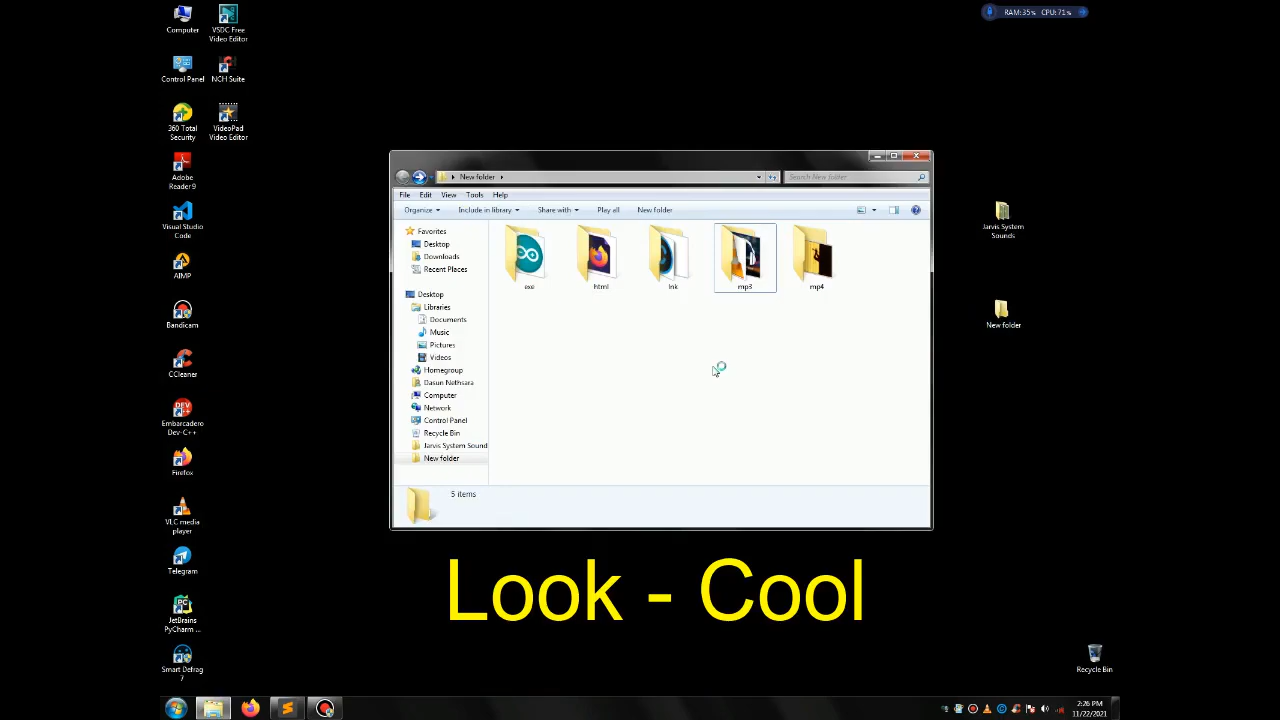 Computer
VSDC Free
Video Editor
Control Panel
NCH Suite
360 Total
Security
VideoPad
Video Editor
Adobe
Reader 9
Visual Studio
Code
AIMP
Bandicam
CCleaner
Embarcadero
Dev-C++
Firefox
VLC media
player
Telegram
JetBrains
PyCharm ...
Smart Defrag
7
RAM:35% CPU:71%
New folder
Search New folder
File Edit View Tools Help
Organize Include in library Share with Play all New folder
Favorites
Desktop
Downloads
Recent Places
Desktop
Libraries
Documents
Music
Pictures
Videos
Homegroup
Dasun Nethsara
Computer
Network
Control Panel
Recycle Bin
Jarvis System Sound
New folder
exe
html
lnk
mp3
mp4
5 items
Jarvis System
Sounds
New folder
Look - Cool
Recycle Bin
2:26 PM
11/22/2021